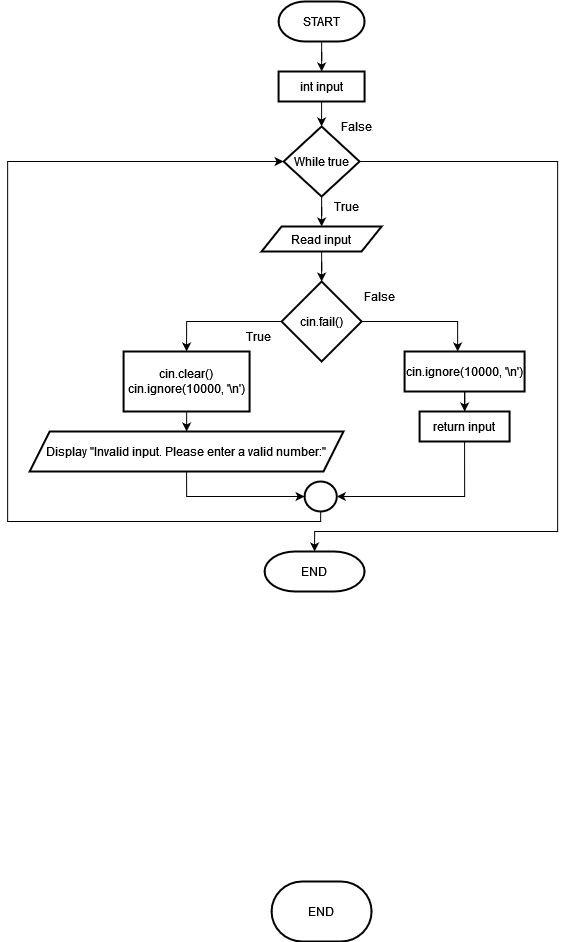 START
int input
False
While true
True
Read input
False
cin.fail()
True
cin.clear()
cin.ignore(10000, '\n')
cin.ignore(10000, '\n')
return input
Display "Invalid input. Please enter a valid number:"
END
END